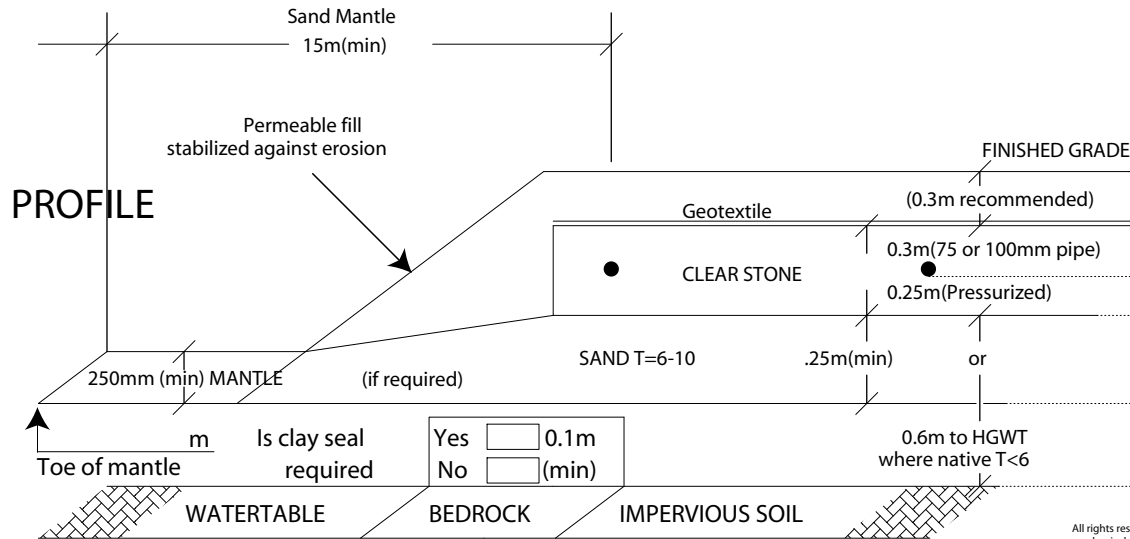 Sand Mantle
15m(min)
Permeable fill
stabilized against erosion
FINISHED GRADE
PROFILE
(0.3m recommended)
Geotextile
0.3m(75 or 100mm pipe)
CLEAR STONE
0.25m(Pressurized)
SAND T=6-10
.25m(min)
or
250mm (min) MANTLE
(if required)
m
Toe of mantle
Is clay seal
required
Yes 0.1m
No (min)
0.6m to HGWT
where native T<6
WATERTABLE
BEDROCK
IMPERVIOUS SOIL
All rights res